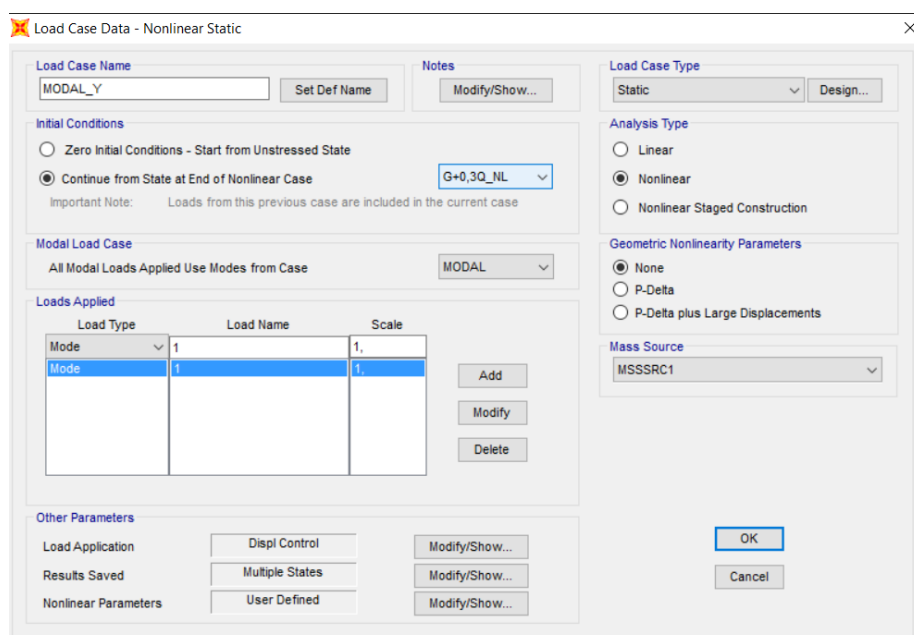 Load Case Data - Nonlinear Static
Load Case Name
MODAL_Y
Set Def Name
Notes
Modify/Show...
Load Case Type
Static
Design...
Initial Conditions
Zero Initial Conditions - Start from Unstressed State
Continue from State at End of Nonlinear Case
G+0,3Q_NL
Important Note: Loads from this previous case are included in the current case
Analysis Type
Linear
Nonlinear
Nonlinear Staged Construction
Modal Load Case
All Modal Loads Applied Use Modes from Case
MODAL
Geometric Nonlinearity Parameters
None
P-Delta
P-Delta plus Large Displacements
Loads Applied
Load Type Load Name Scale
Mode 1 1,
Mode 1 1,
Add
Modify
Delete
Mass Source
MSSSRC1
Other Parameters
Load Application Displ Control Modify/Show...
Results Saved Multiple States Modify/Show...
Nonlinear Parameters User Defined Modify/Show...
OK
Cancel